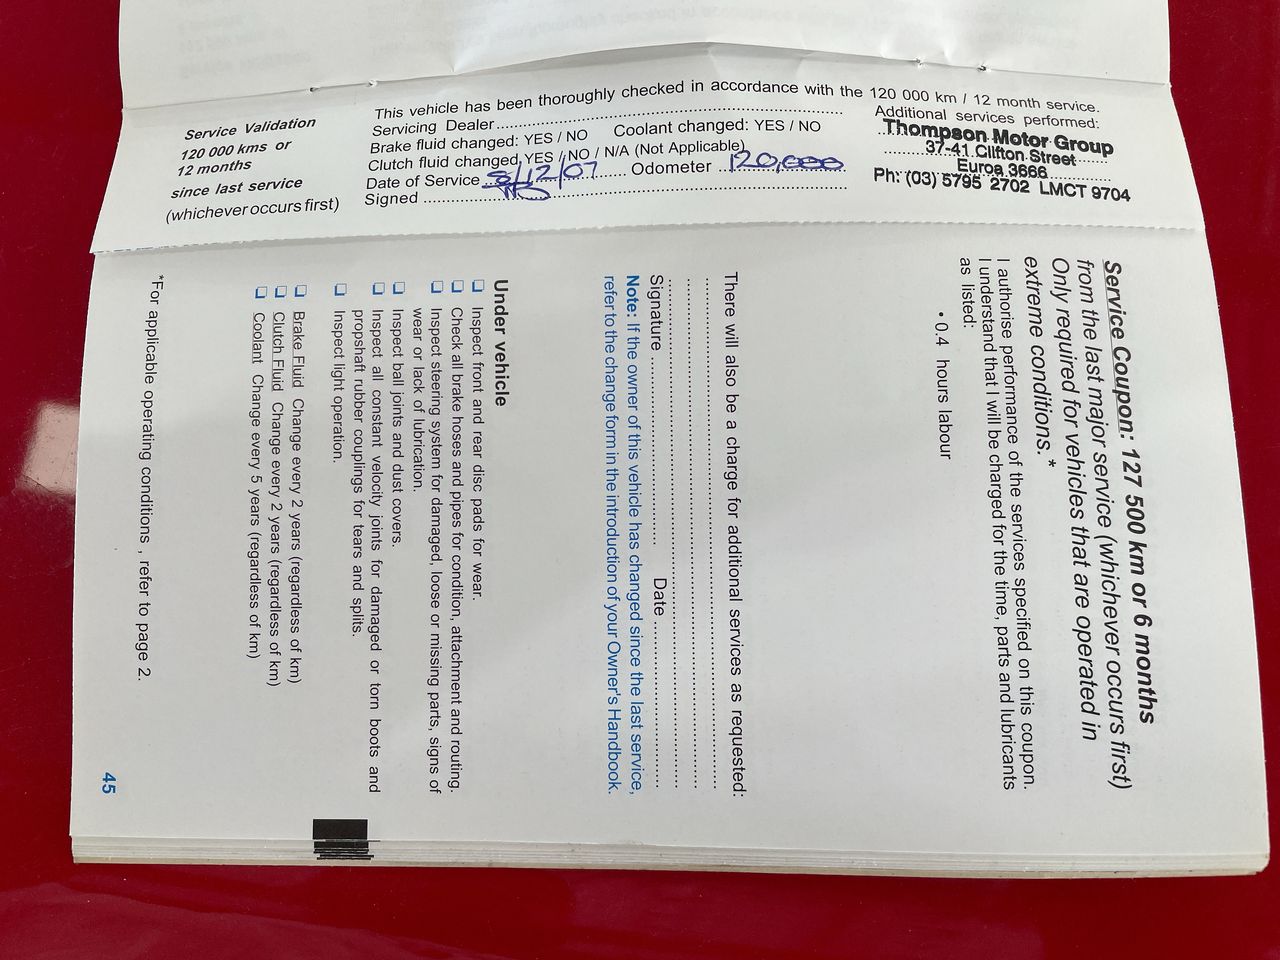 Service Validation
120 000 kms or
12 months
since last service
(whichever occurs first)
This vehicle has been thoroughly checked in accordance with the 120 000 km / 12 month service.
Servicing Dealer
Brake fluid changed: YES / NO Coolant changed: YES / NO
Clutch fluid changed YES / NO / N/A (Not Applicable)
Date of Service 8/12/07 Odometer 120,000
Signed
Additional services performed:
Thompson Motor Group
37-41 Clifton Street
Euroa 3666
Ph: (03) 5795 2702 LMCT 9704
Service Coupon: 127 500 km or 6 months
from the last major service (whichever occurs first)
Only required for vehicles that are operated in
extreme conditions. *
I authorise performance of the services specified on this coupon.
I understand that I will be charged for the time, parts and lubricants
as listed:
• 0.4 hours labour
There will also be a charge for additional services as requested:
Signature Date
Note: If the owner of this vehicle has changed since the last service,
refer to the change form in the introduction of your Owner's Handbook.
Under vehicle
❑ Inspect front and rear disc pads for wear.
❑ Check all brake hoses and pipes for condition, attachment and routing.
❑ Inspect steering system for damaged, loose or missing parts, signs of
wear or lack of lubrication.
❑ Inspect ball joints and dust covers.
❑ Inspect all constant velocity joints for damaged or torn boots and
propshaft rubber couplings for tears and splits.
❑ Inspect light operation.
❑ Brake Fluid Change every 2 years (regardless of km)
❑ Clutch Fluid Change every 2 years (regardless of km)
❑ Coolant Change every 5 years (regardless of km)
*For applicable operating conditions , refer to page 2.
45